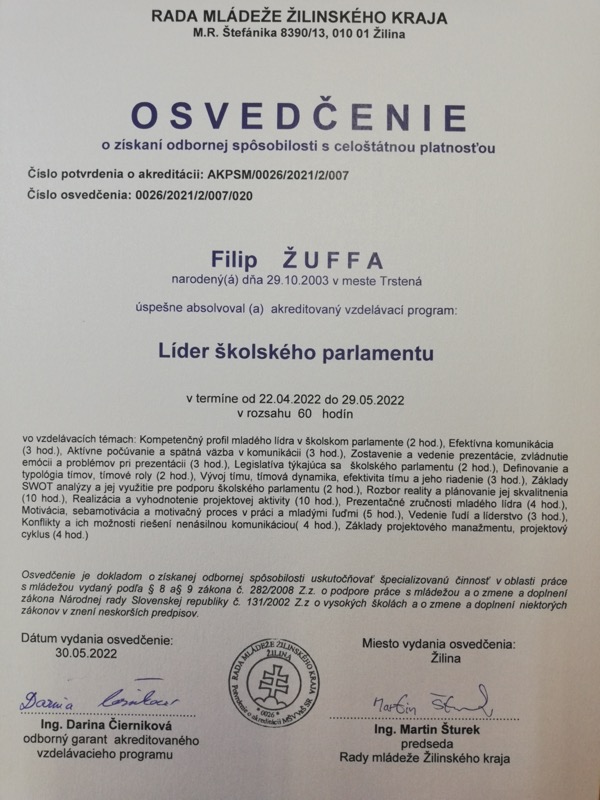 RADA MLÁDEŽE ŽILINSKÉHO KRAJA
M.R. Štefánika 8390/13, 010 01 Žilina
OSVEDČENIE
o získaní odbornej spôsobilosti s celoštátnou platnosťou
Číslo potvrdenia o akreditácii: AKPSM/0026/2021/2/007
Číslo osvedčenia: 0026/2021/2/007/020
Filip ŽUFFA
narodený(á) dňa 29.10.2003 v meste Trstená
úspešne absolvoval (a) akreditovaný vzdelávací program:
Líder školského parlamentu
v termíne od 22.04.2022 do 29.05.2022
v rozsahu 60 hodín
vo vzdelávacích témach: Kompetenčný profil mladého lídra v školskom parlamente (2 hod.), Efektívna komunikácia
(3 hod.), Aktívne počúvanie a spätná väzba v komunikácii (3 hod.), Zostavenie a vedenie prezentácie, zvládnutie
emócii a problémov pri prezentácii (3 hod.), Legislatíva týkajúca sa školského parlamentu (2 hod.), Definovanie a
typológia tímov, tímové roly (2 hod.), Vývoj tímu, tímová dynamika, efektivita tímu a jeho riadenie (3 hod.), Základy
SWOT analýzy a jej využitie pre podporu školského parlamentu (2 hod.), Rozbor reality a plánovanie jej skvalitnenia
(10 hod.), Realizácia a vyhodnotenie projektovej aktivity (10 hod.), Prezentačné zručnosti mladého lídra (4 hod.),
Motivácia, sebamotivácia a motivačný proces v práci a mladými ľuďmi (5 hod.), Vedenie ľudí a líderstvo (3 hod.),
Konflikty a ich možnosti riešení nenásilnou komunikáciou( 4 hod.), Základy projektového manažmentu, projektový
cyklus (4 hod.)
Osvedčenie je dokladom o získanej odbornej spôsobilosti uskutočňovať špecializovanú činnosť v oblasti práce
s mládežou vydaný podľa § 8 a§ 9 zákona č. 282/2008 Z.z. o podpore práce s mládežou a o zmene a doplnení
zákona Národnej rady Slovenskej republiky č. 131/2002 Z.z o vysokých školách a o zmene a doplnení niektorých
zákonov v znení neskorších predpisov.
Dátum vydania osvedčenie:
30.05.2022
Miesto vydania osvedčenia:
Žilina
RADA MLÁDEŽE ŽILINSKÉHO KRAJA
ŽILINA
* 0026 *
Darina
Martin Šturek
Ing. Darina Čierniková
odborný garant akreditovaného
vzdelávacieho programu
Ing. Martin Šturek
predseda
Rady mládeže Žilinského kraja